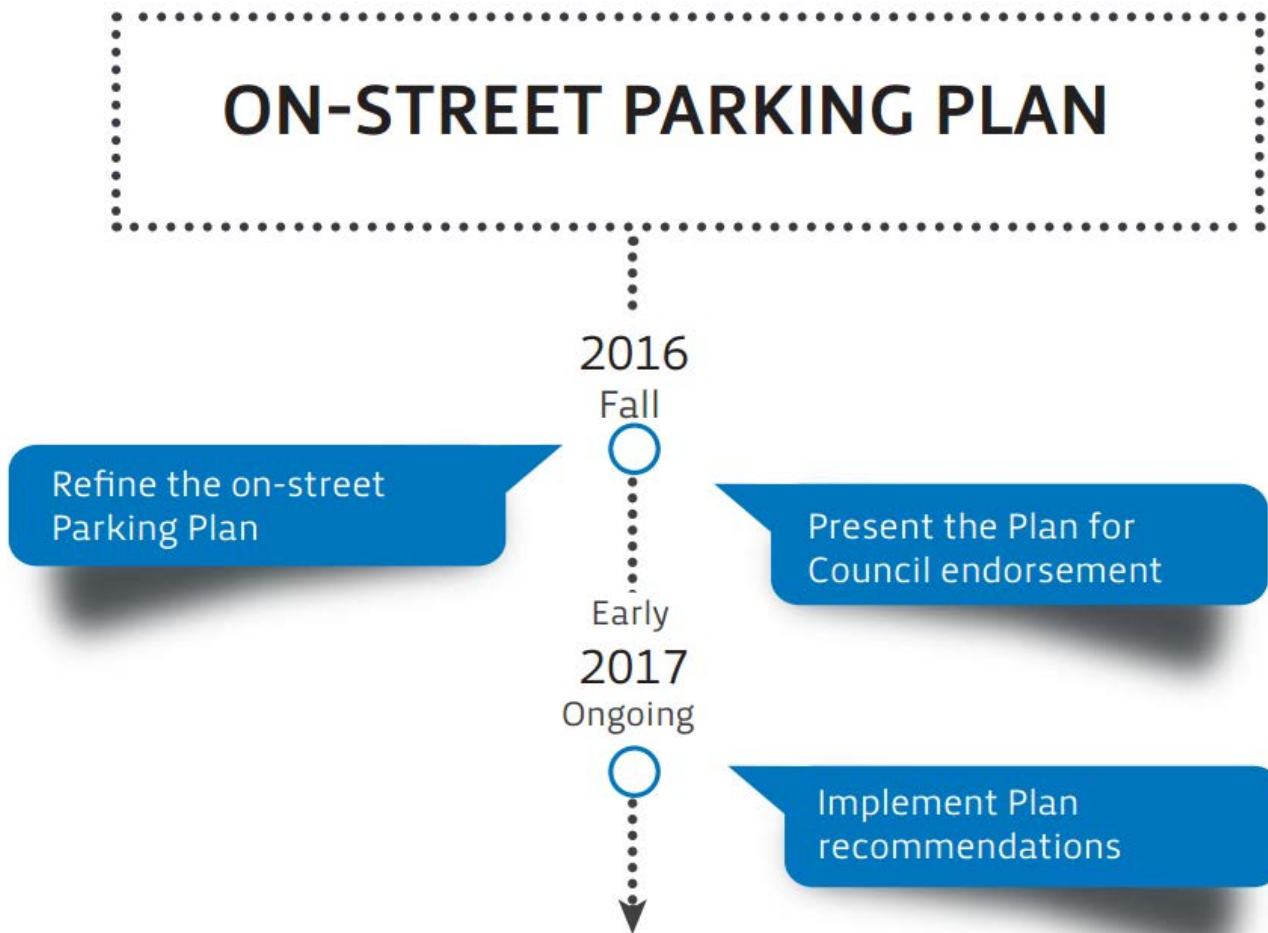 ON-STREET PARKING PLAN
2016
Fall
Refine the on-street
Parking Plan
Present the Plan for
Council endorsement
Early
2017
Ongoing
Implement Plan
recommendations